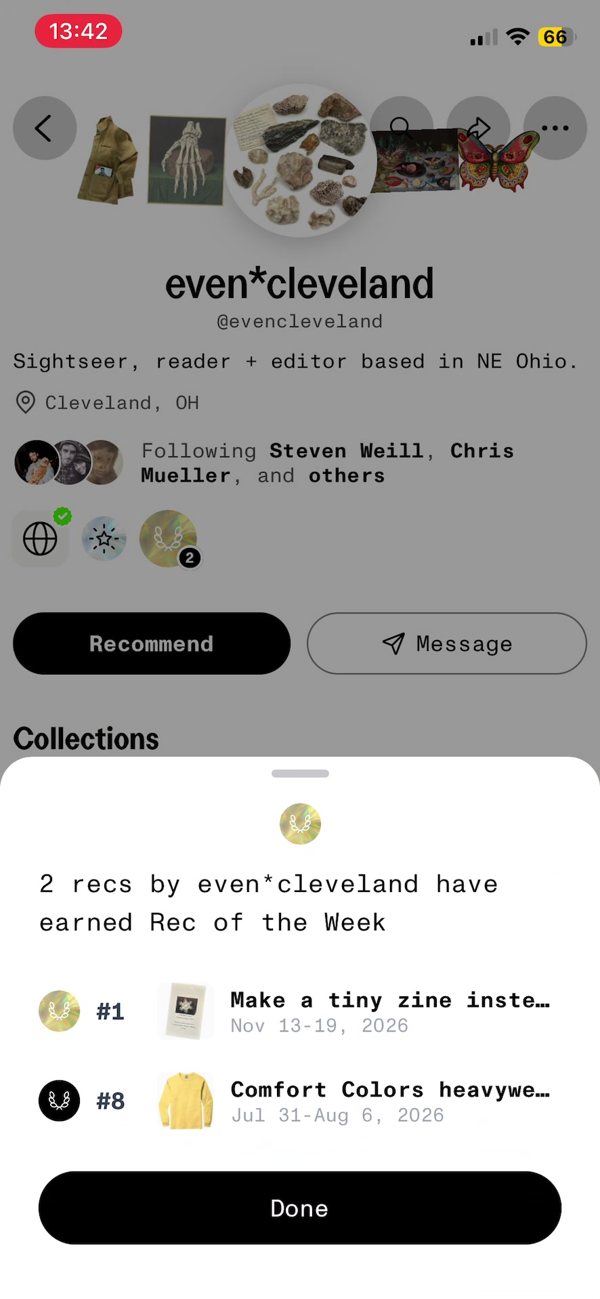 13:42
66
even*cleveland
@evencleveland
Sightseer, reader + editor based in NE Ohio.
Cleveland, OH
Following Steven Weill, Chris
Mueller, and others
2
Recommend
Message
Collections
2 recs by even*cleveland have
earned Rec of the Week
#1
Make a tiny zine inste…
Nov 13-19, 2026
#8
Comfort Colors heavywe…
Jul 31-Aug 6, 2026
Done